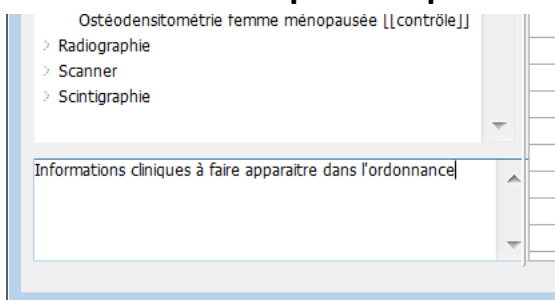 Ostéodensitométrie femme ménopausée [[contrôle]]
Radiographie
Scanner
Scintigraphie
Informations cliniques à faire apparaitre dans l'ordonnance